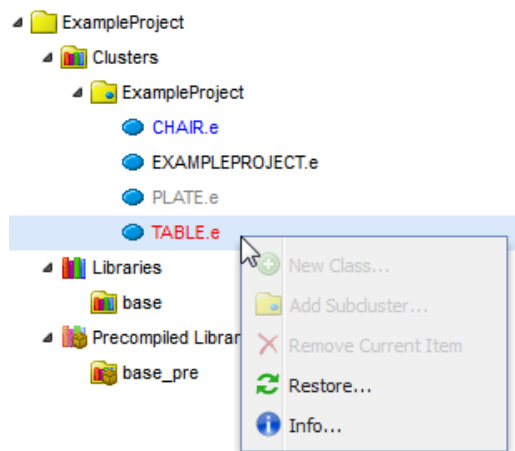 ExampleProject
Clusters
ExampleProject
CHAIR.e
EXAMPLEPROJECT.e
PLATE.e
TABLE.e
New Class...
Libraries
base
Add Subcluster...
Precompiled Librar
Remove Current Item
base_pre
Restore...
Info...